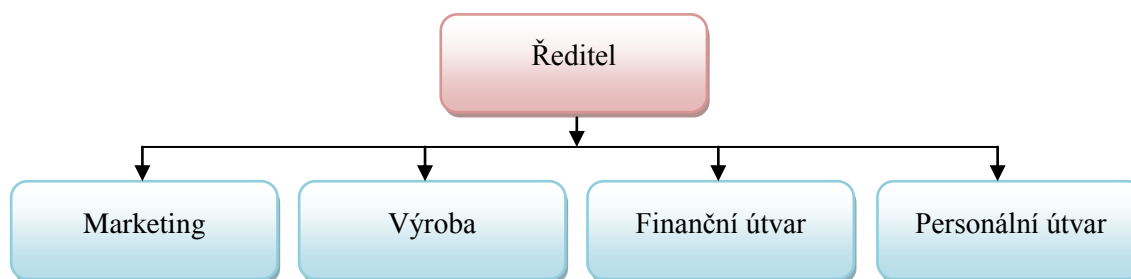 Ředitel
Marketing
Výroba
Finanční útvar
Personální útvar